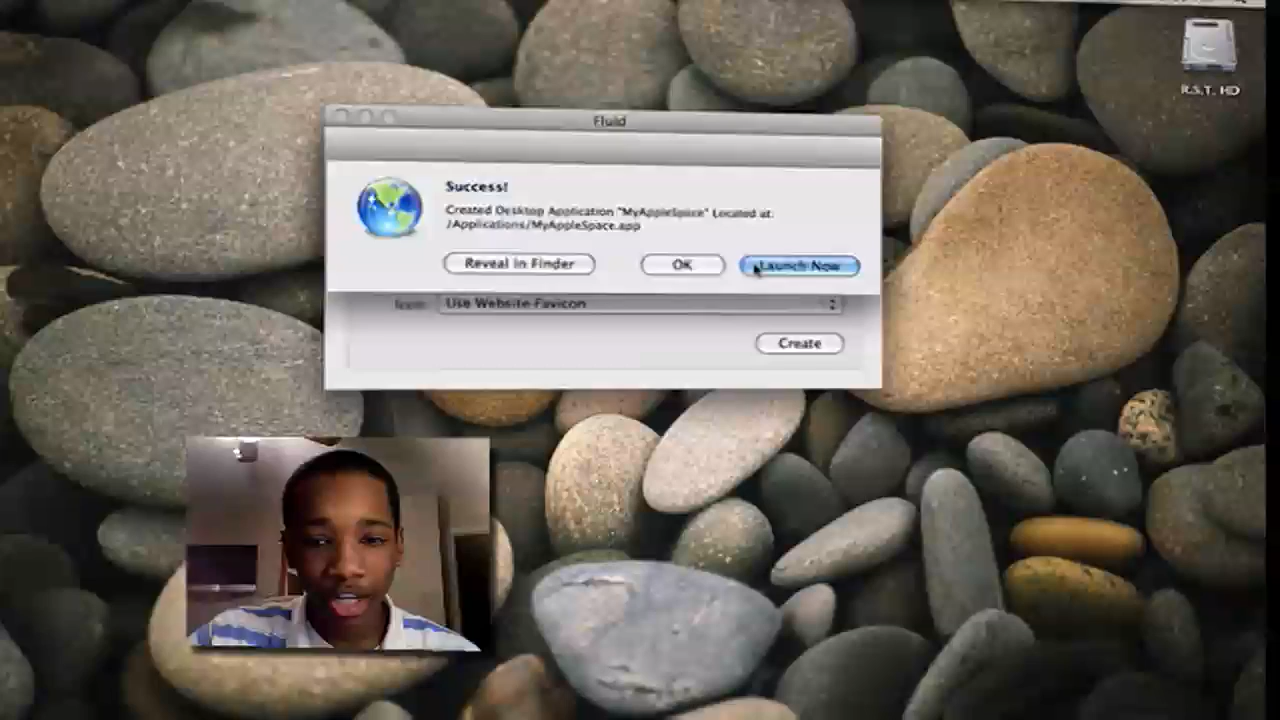 R.S.T. HD
Fluid
Success!
Created Desktop Application "MyAppleSpace" Located at:
/Applications/MyAppleSpace.app
Reveal in Finder
OK
Launch Now
Icon:
Use Website Favicon
Create